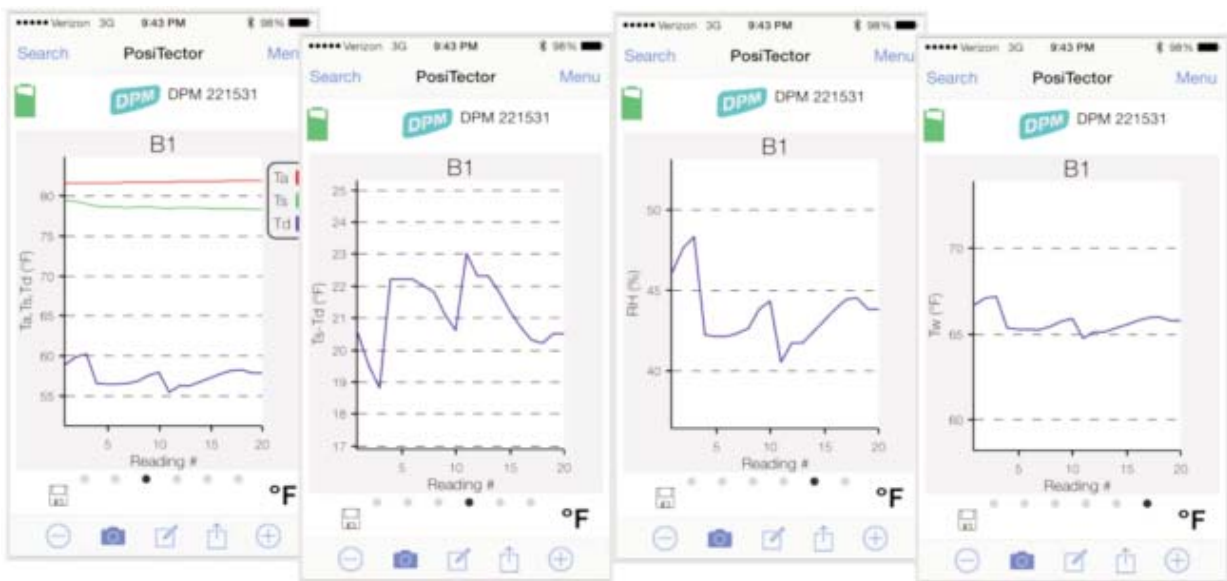 Verizon 3G 9:43 PM 98%
Search PosiTector Men
DPM DPM 221531
B1
Ta
Ts
Td
80
75
70
65
60
55
Ta,Ts,Td (°F)
5 10 15 20
Reading #
°F
Verizon 3G 9:43 PM 98%
Search PosiTector Menu
DPM DPM 221531
B1
25
24
23
22
21
20
19
18
17
Ts-Td (°F)
5 10 15 20
Reading #
°F
Verizon 3G 9:43 PM 98%
Search PosiTector Menu
DPM DPM 221531
B1
50
45
40
RH (%)
5 10 15 20
Reading #
°F
Verizon 3G 9:43 PM 98%
Search PosiTector Menu
DPM DPM 221531
B1
70
65
60
Tw (°F)
5 10 15 20
Reading #
°F